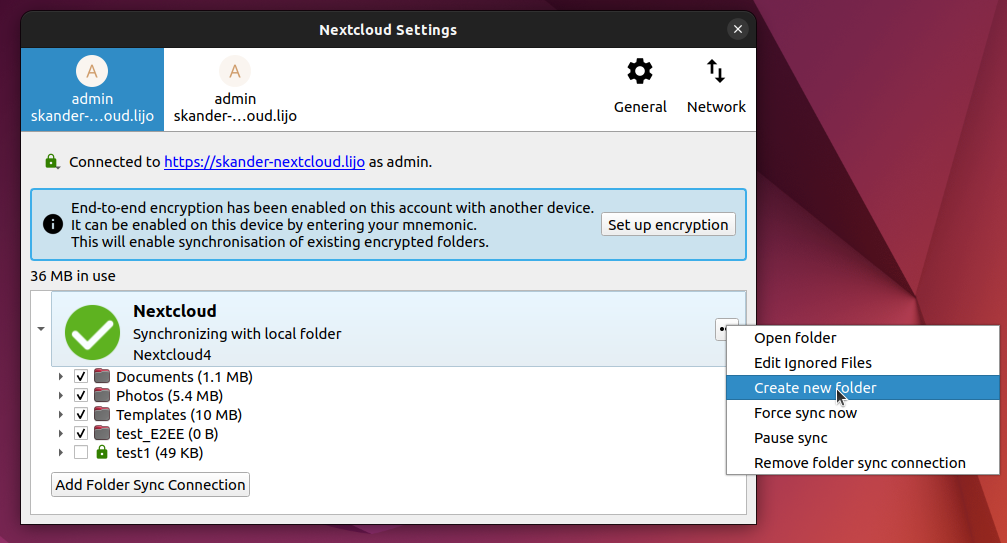 Nextcloud Settings
A
admin
skander-...oud.lijo
A
admin
skander-...oud.lijo
General
Network
Connected to https://skander-nextcloud.lijo as admin.
End-to-end encryption has been enabled on this account with another device.
It can be enabled on this device by entering your mnemonic.
This will enable synchronisation of existing encrypted folders.
Set up encryption
36 MB in use
Nextcloud
Synchronizing with local folder
Nextcloud4
Documents (1.1 MB)
Photos (5.4 MB)
Templates (10 MB)
test_E2EE (0 B)
test1 (49 KB)
Add Folder Sync Connection
Open folder
Edit Ignored Files
Create new folder
Force sync now
Pause sync
Remove folder sync connection